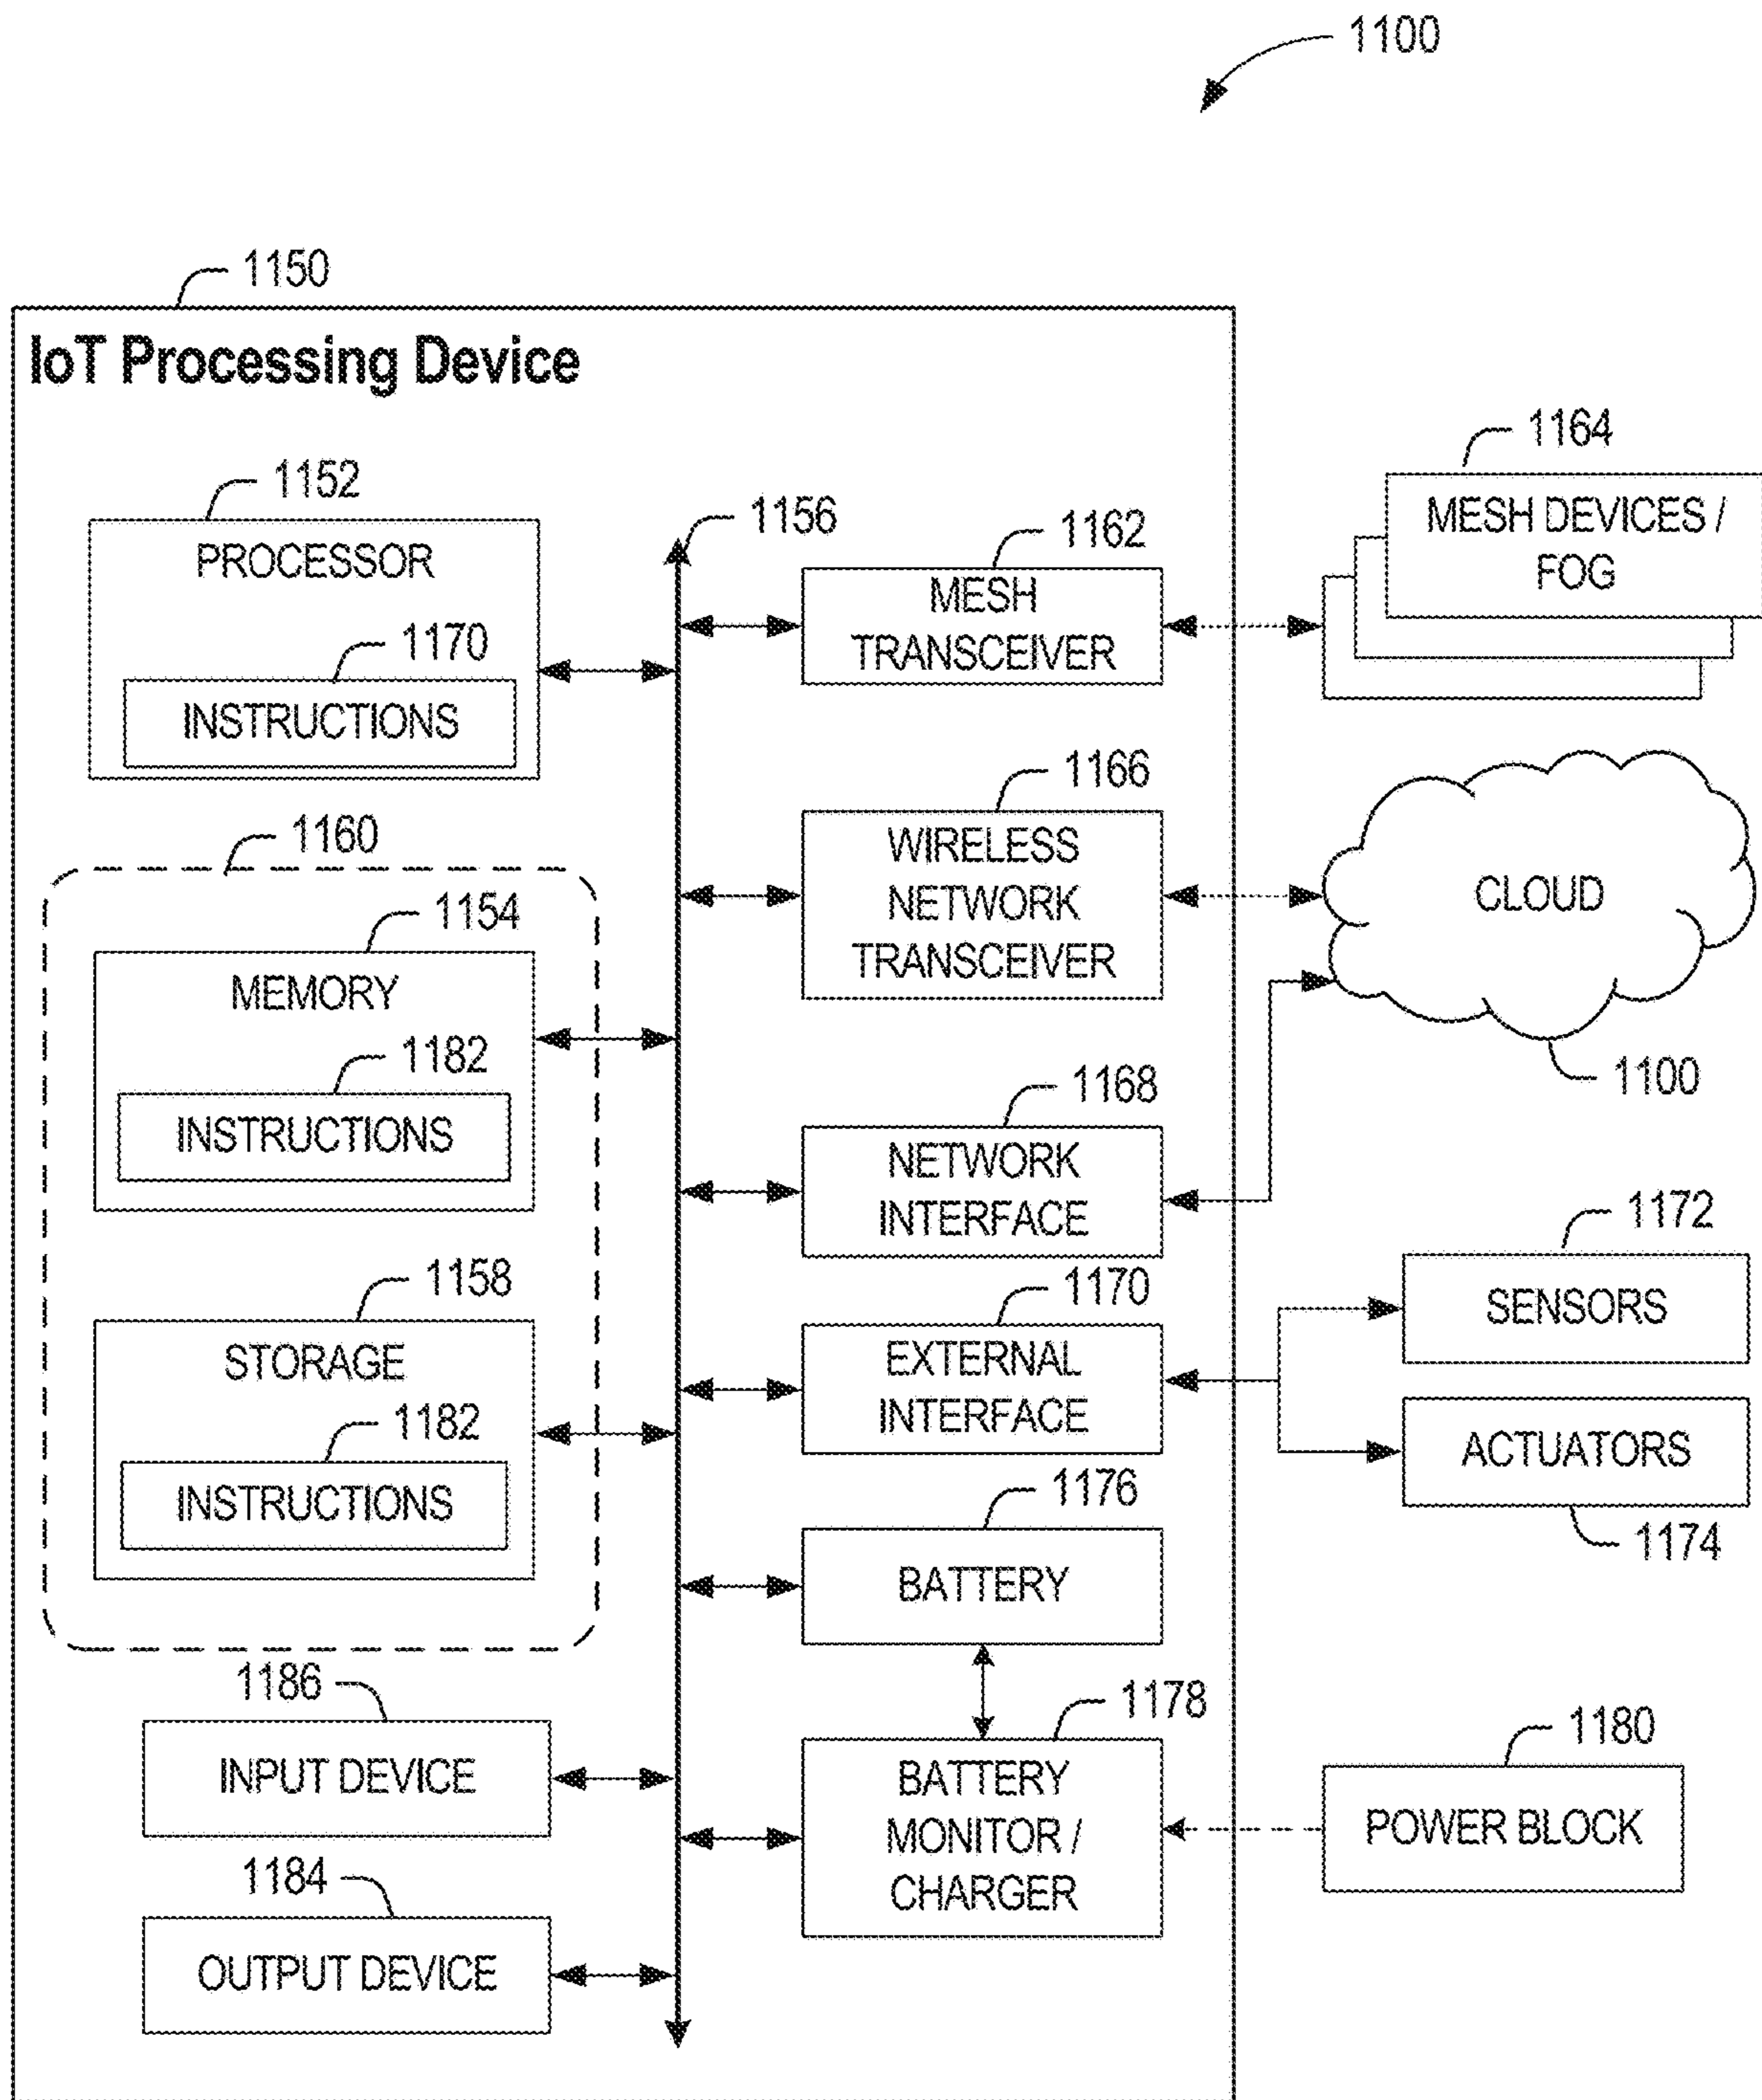 1100
1150
IoT Processing Device
1152
PROCESSOR
1170
INSTRUCTIONS
1160
1154
MEMORY
1182
INSTRUCTIONS
1158
STORAGE
1182
INSTRUCTIONS
1186
INPUT DEVICE
1184
OUTPUT DEVICE
1156
1162
MESH
TRANSCEIVER
1166
WIRELESS
NETWORK
TRANSCEIVER
1168
NETWORK
INTERFACE
1170
EXTERNAL
INTERFACE
1176
BATTERY
1178
BATTERY
MONITOR /
CHARGER
1164
MESH DEVICES /
FOG
CLOUD
1100
1172
SENSORS
ACTUATORS
1174
1180
POWER BLOCK